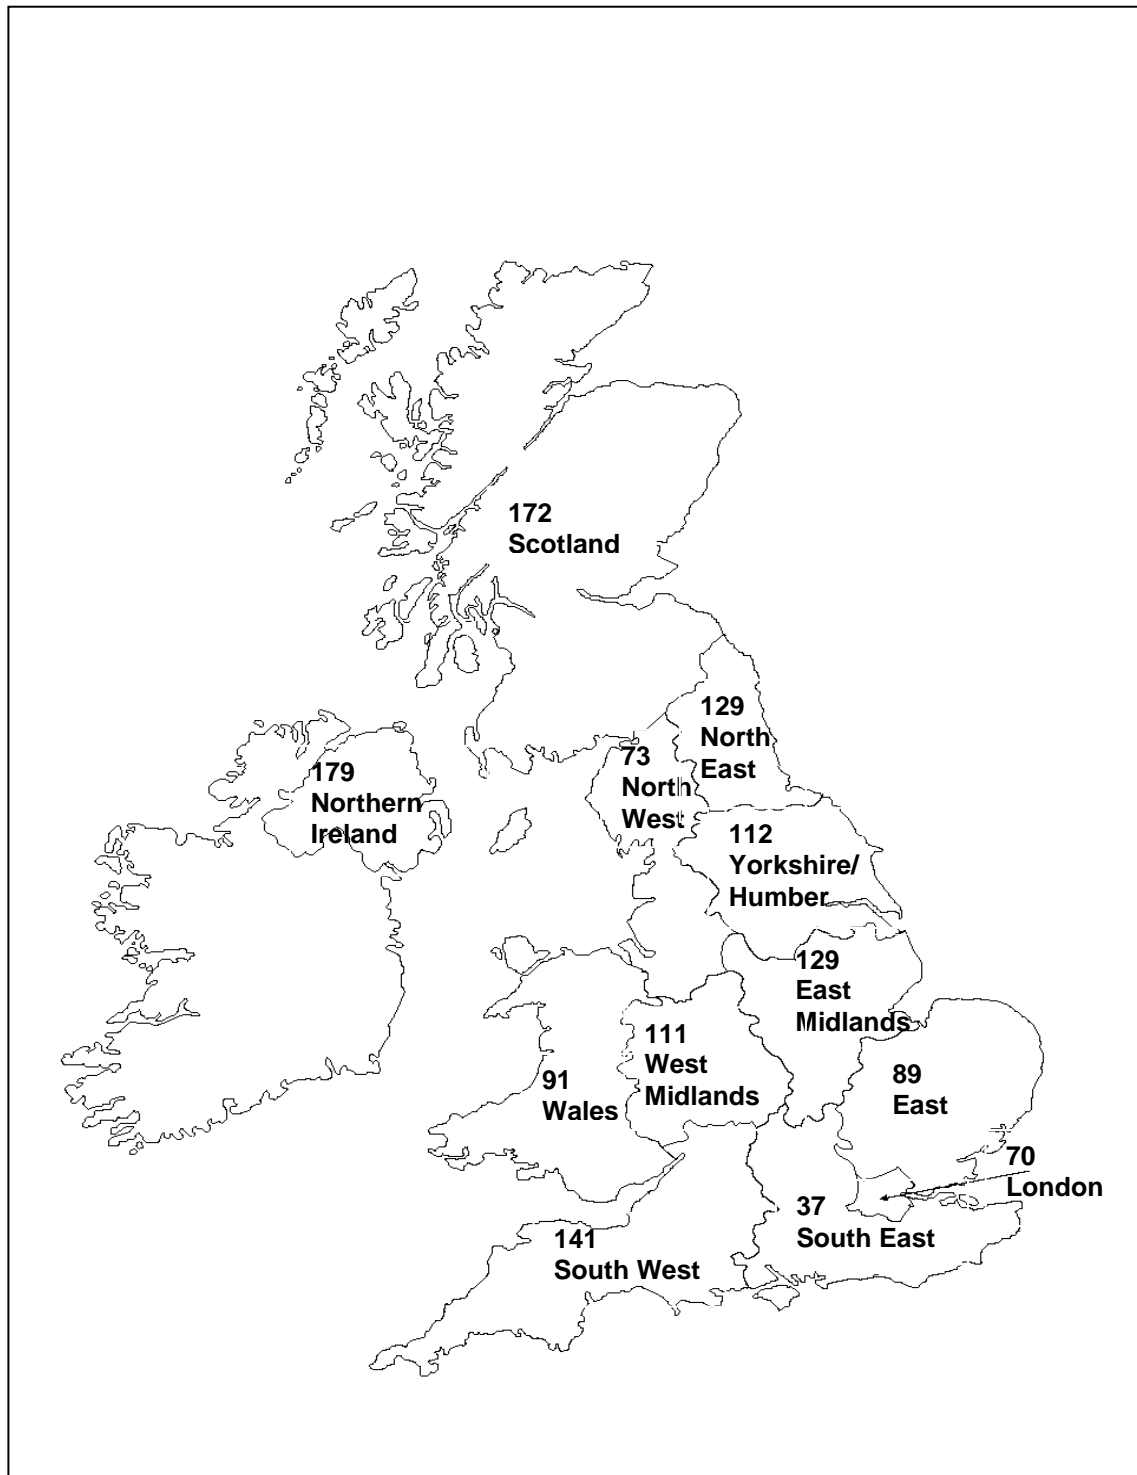 172
Scotland
129
North
East
73
North
West
179
Northern
Ireland
112
Yorkshire/
Humber
129
East
Midlands
111
West
Midlands
91
Wales
89
East
70
London
37
South East
141
South West